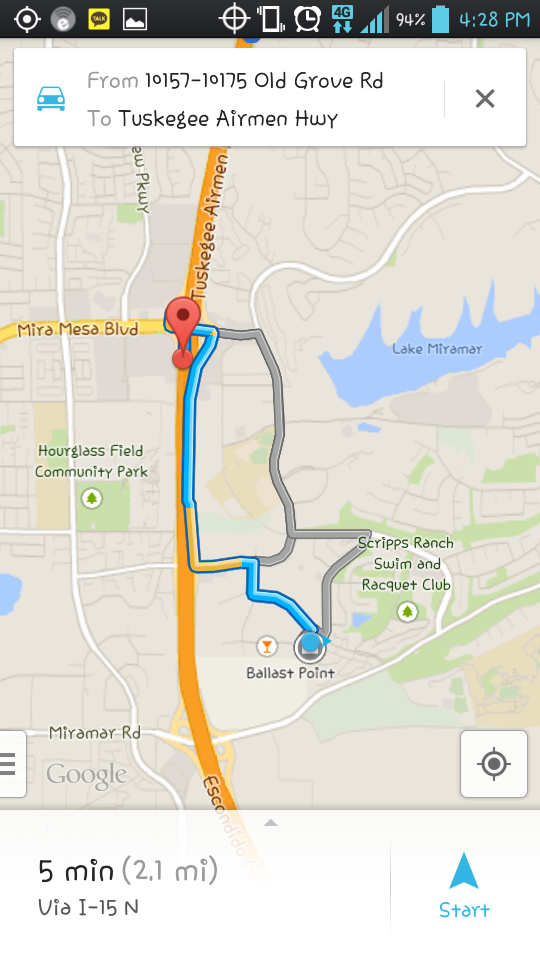 TALK
4G
94%
4:28 PM
From 10157-10175 Old Grove Rd
To Tuskegee Airmen Hwy
ew Pkwy
Tuskegee Airmen
Mira Mesa Blvd
Lake Miramar
Hourglass Field
Community Park
Scripps Ranch
Swim and
Racquet Club
Ballast Point
Miramar Rd
Google
Escondido F
5 min (2,1 mi)
Via I-15 N
Start